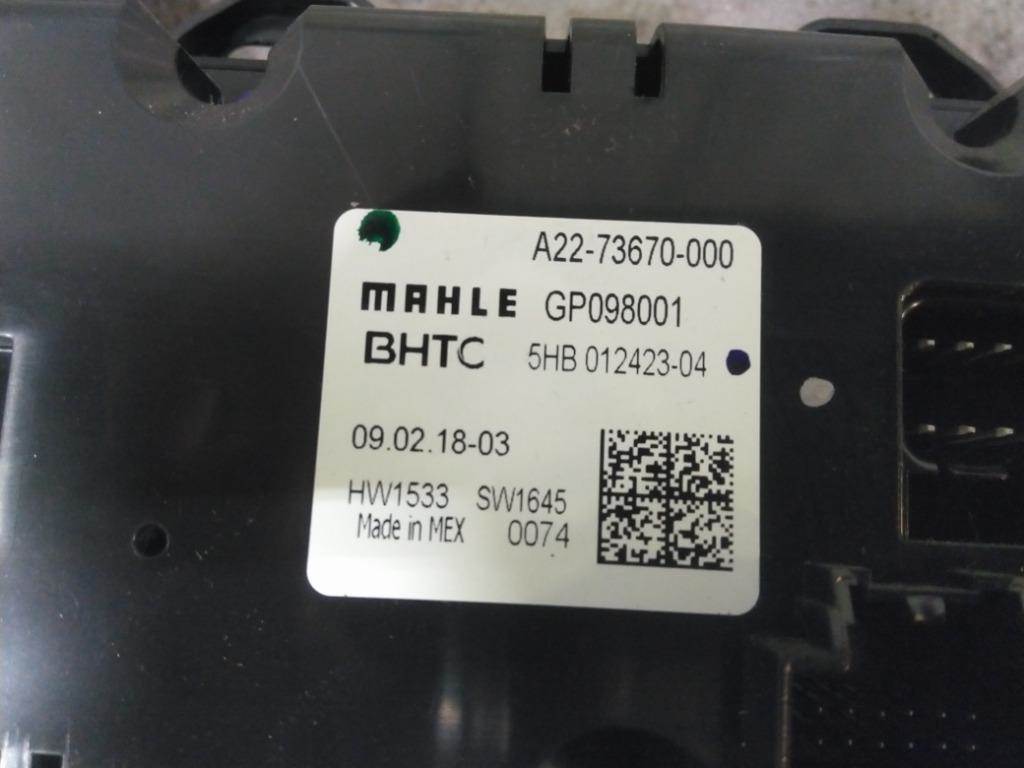 A22-73670-000
MAHLE GP098001
BHTC 5HB 012423-04
09.02.18-03
HW1533 SW1645
Made in MEX 0074